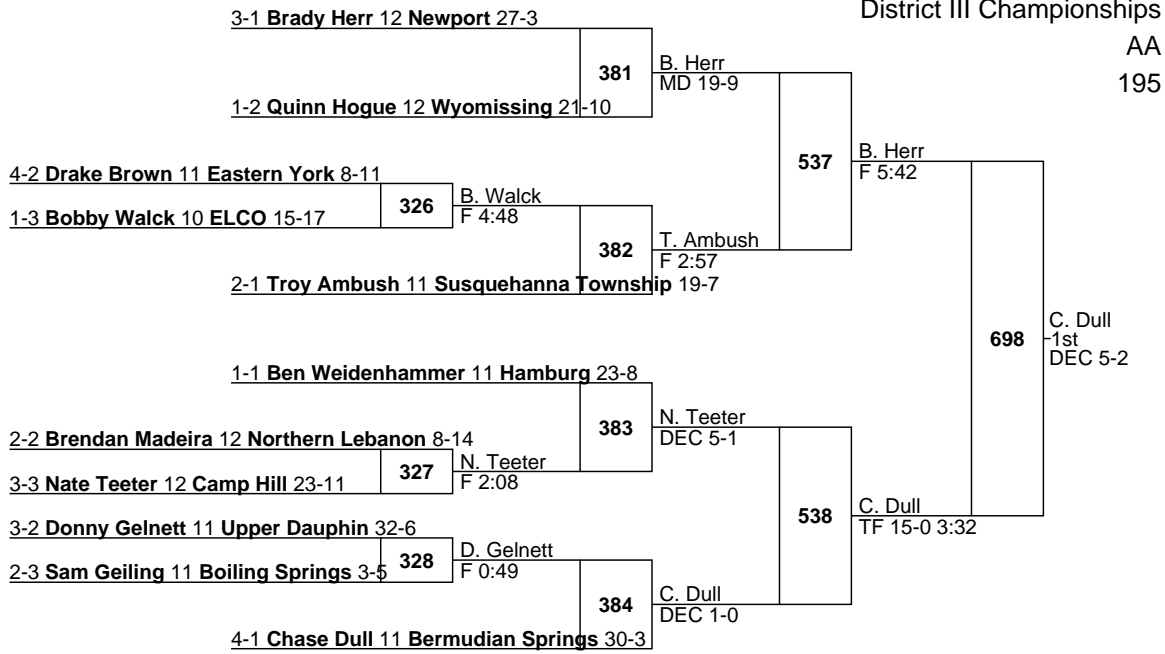 District III Championships
AA
195
3-1 Brady Herr 12 Newport 27-3
381
B. Herr
MD 19-9
1-2 Quinn Hogue 12 Wyomissing 21-10
537
B. Herr
F 5:42
4-2 Drake Brown 11 Eastern York 8-11
326
B. Walck
F 4:48
1-3 Bobby Walck 10 ELCO 15-17
382
T. Ambush
F 2:57
2-1 Troy Ambush 11 Susquehanna Township 19-7
698
C. Dull
1st
DEC 5-2
1-1 Ben Weidenhammer 11 Hamburg 23-8
383
N. Teeter
DEC 5-1
2-2 Brendan Madeira 12 Northern Lebanon 8-14
327
N. Teeter
F 2:08
3-3 Nate Teeter 12 Camp Hill 23-11
538
C. Dull
TF 15-0 3:32
3-2 Donny Gelnett 11 Upper Dauphin 32-6
328
D. Gelnett
F 0:49
2-3 Sam Geiling 11 Boiling Springs 3-5
384
C. Dull
DEC 1-0
4-1 Chase Dull 11 Bermudian Springs 30-3